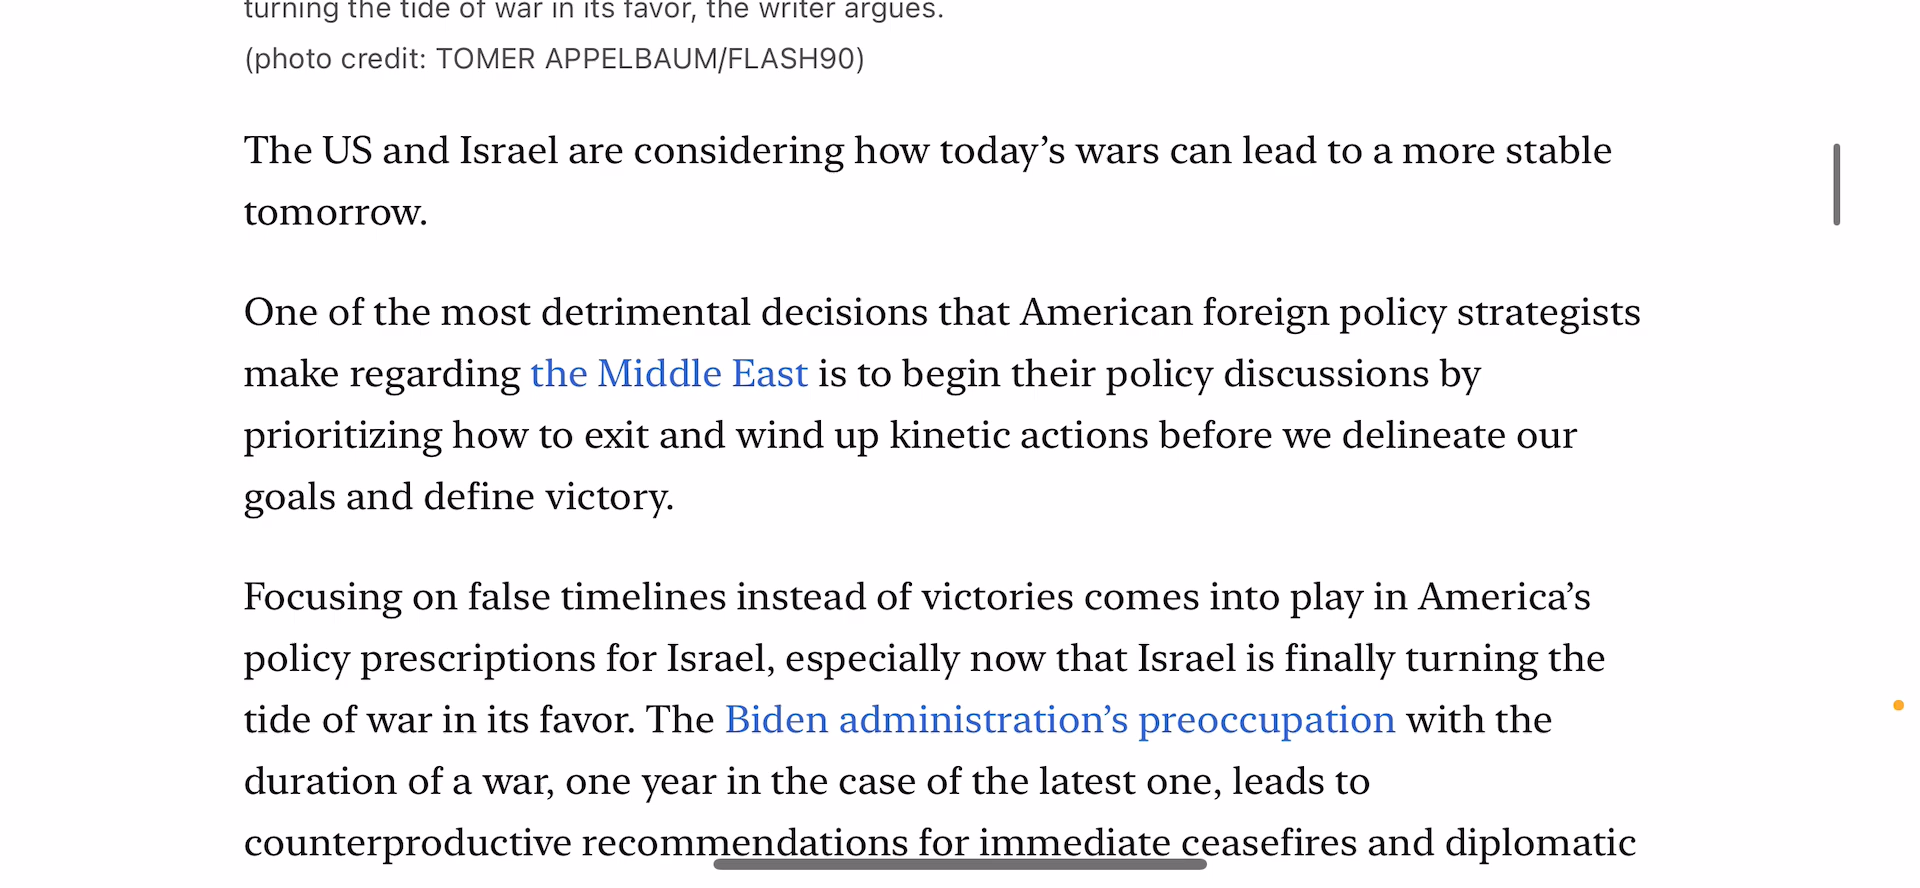 turning the tide of war in its favor, the writer argues.
(photo credit: TOMER APPELBAUM/FLASH90)
The US and Israel are considering how today’s wars can lead to a more stable
tomorrow.
One of the most detrimental decisions that American foreign policy strategists
make regarding the Middle East is to begin their policy discussions by
prioritizing how to exit and wind up kinetic actions before we delineate our
goals and define victory.
Focusing on false timelines instead of victories comes into play in America’s
policy prescriptions for Israel, especially now that Israel is finally turning the
tide of war in its favor. The Biden administration’s preoccupation with the
duration of a war, one year in the case of the latest one, leads to
counterproductive recommendations for immediate ceasefires and diplomatic